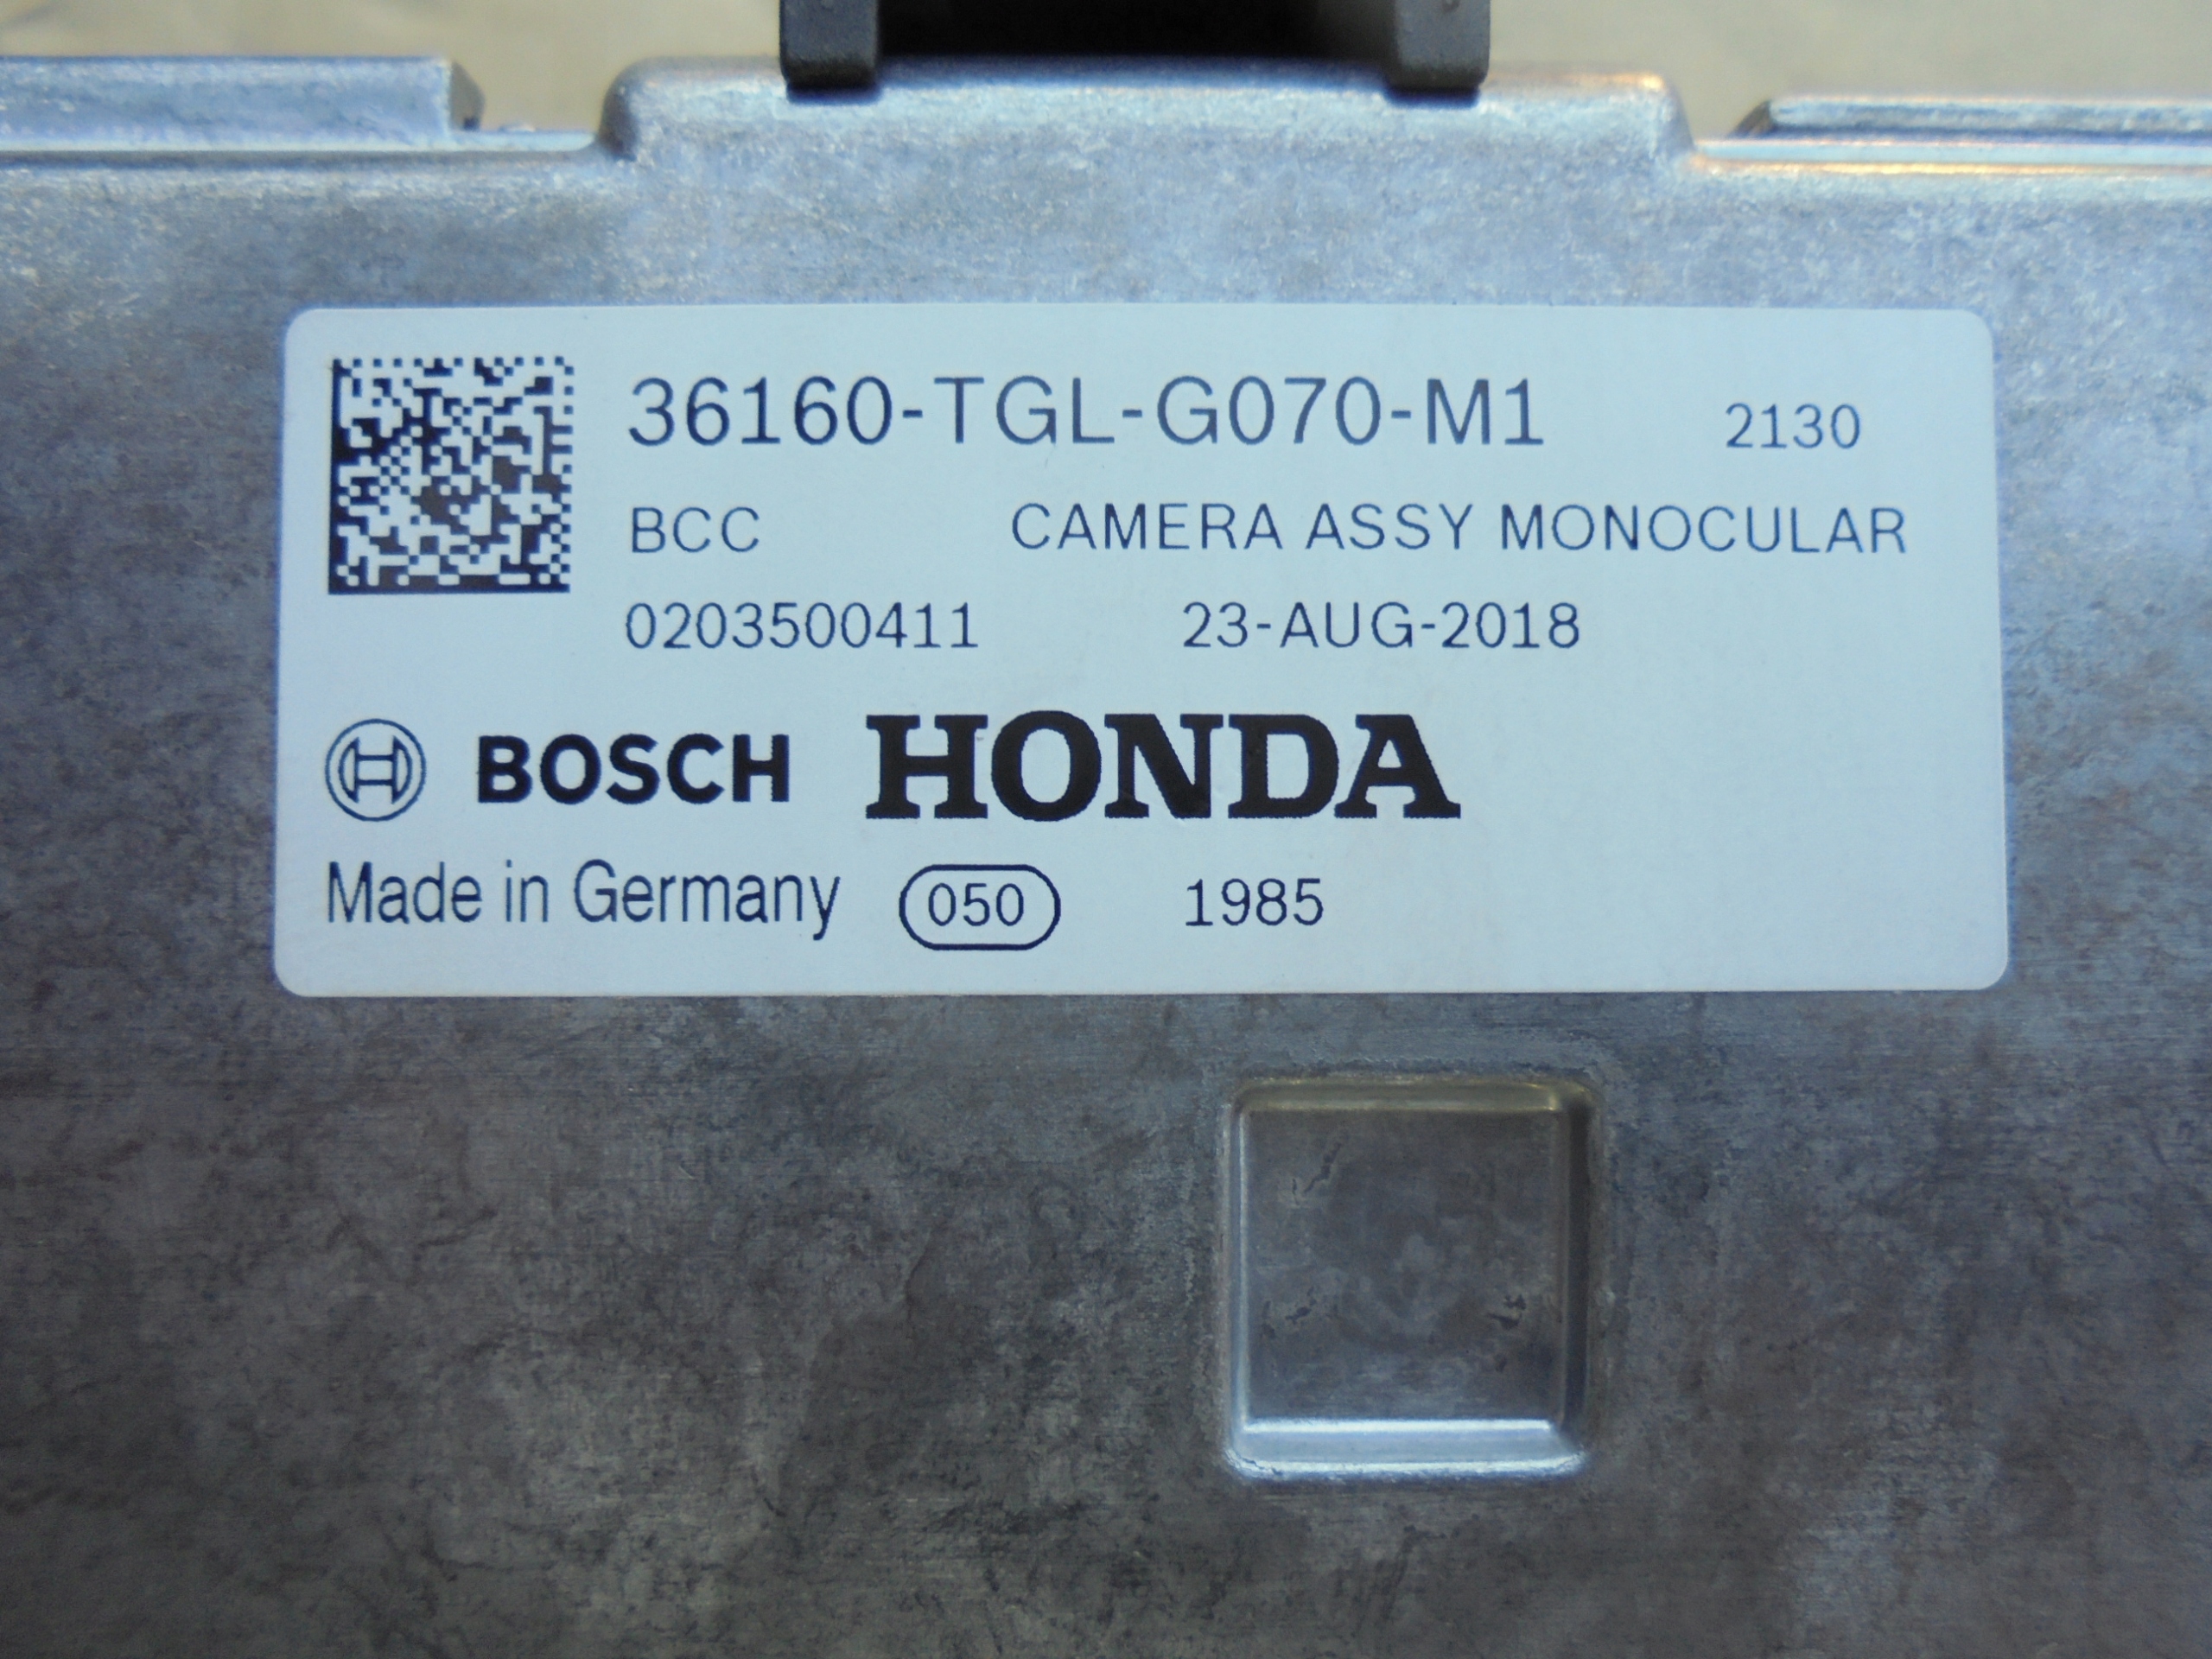 36160-TGL-G070-M1 2130
BCC CAMERA ASSY MONOCULAR
0203500411 23-AUG-2018
BOSCH HONDA
Made in Germany 050 1985